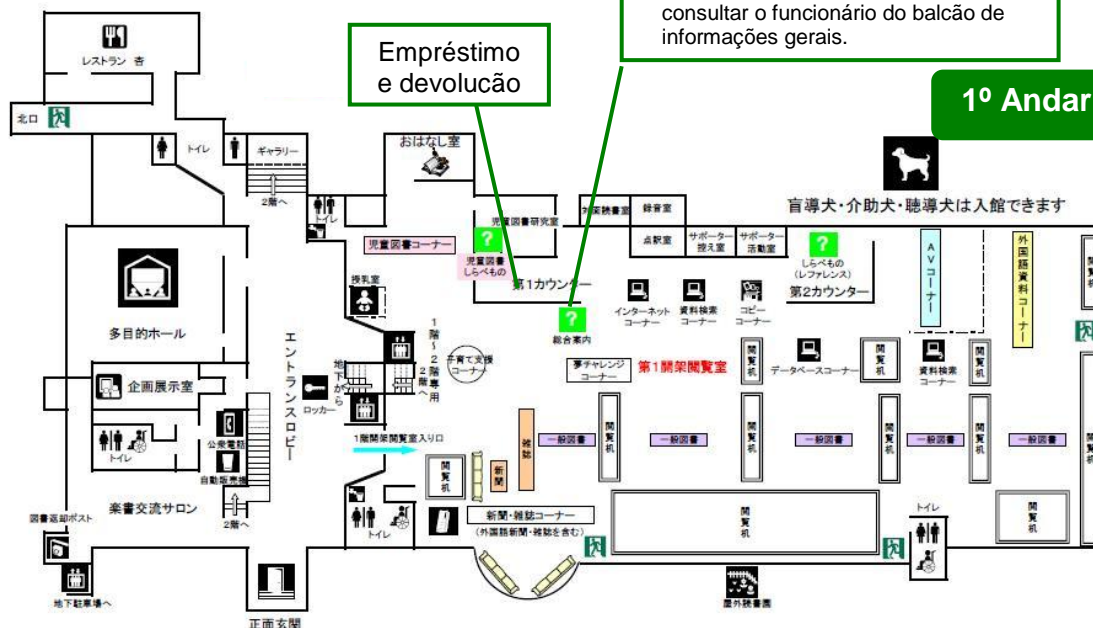 consultar o funcionário do balcão de
informações gerais.
Empréstimo
e devolucão
1º Andar
レストラン 杏
北口
トイレ
ギャラリー
2階へ
トイレ
おはなし室
児童図書研究室
対面読書室
録音室
点訳室
サポーター
控え室
サポーター
活動室
盲導犬・介助犬・聴導犬は入館できます
児童図書コーナー
?
児童図書
しらべもの
第1カウンター
?
しらべもの
(レファレンス)
第2カウンター
AVコーナー
外国語資料コーナー
閲覧机
授乳室
インターネット
コーナー
資料検索
コーナー
コピー
コーナー
?
総合案内
多目的ホール
エントランスロビー
1階~2階専用
2階へ
地下から
子育て支援
コーナー
夢チャレンジ
コーナー
第1開架閲覧室
閲覧机
データベースコーナー
閲覧机
資料検索
コーナー
閲覧机
企画展示室
ロッカー
公衆電話
トイレ
自動販売機
1階開架閲覧室入り口
雑誌
一般図書
閲覧机
一般図書
閲覧机
一般図書
閲覧机
一般図書
閲覧机
一般図書
閲覧机
新聞
閲覧机
楽書交流サロン
2階へ
図書返却ポスト
トイレ
新聞・雑誌コーナー
(外国語新聞・雑誌を含む)
閲覧机
トイレ
閲覧机
地下駐車場へ
正面玄関
屋外読書園